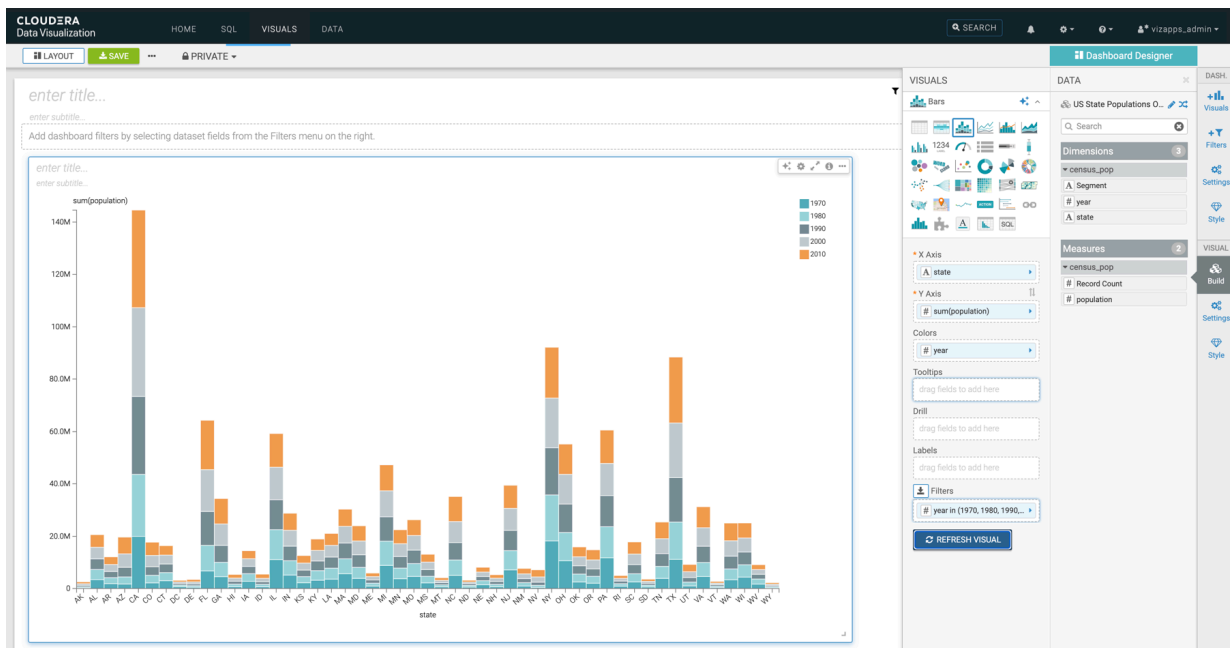 CLOUDERA
Data Visualization
HOME
SQL
VISUALS
DATA
SEARCH
vizapps_admin
LAYOUT
SAVE
PRIVATE
Dashboard Designer
enter title...
enter subtitle...
Add dashboard filters by selecting dataset fields from the Filters menu on the right.
enter title...
enter subtitle...
sum(population)
1970
1980
1990
2000
2010
140M
120M
100M
80.0M
60.0M
40.0M
20.0M
0
AK AL AR AZ CA CO CT DC DE FL GA HI IA ID IL IN KS KY LA MA MD ME MI MN MO MS MT NC ND NE NH NJ NM NV NY OH OK OR PA RI SC SD TN TX UT VA VT WA WI WV WY
state
VISUALS
Bars
1234
ACTION
A
SQL
* X Axis
A state
* Y Axis
# sum(population)
Colors
# year
Tooltips
drag fields to add here
Drill
drag fields to add here
Labels
drag fields to add here
Filters
# year in (1970, 1980, 1990,...
REFRESH VISUAL
DATA
US State Populations O...
Search
Dimensions 3
census_pop
A Segment
# year
A state
Measures 2
census_pop
# Record Count
# population
DASH.
Visuals
Filters
Settings
Style
VISUAL
Build
Settings
Style